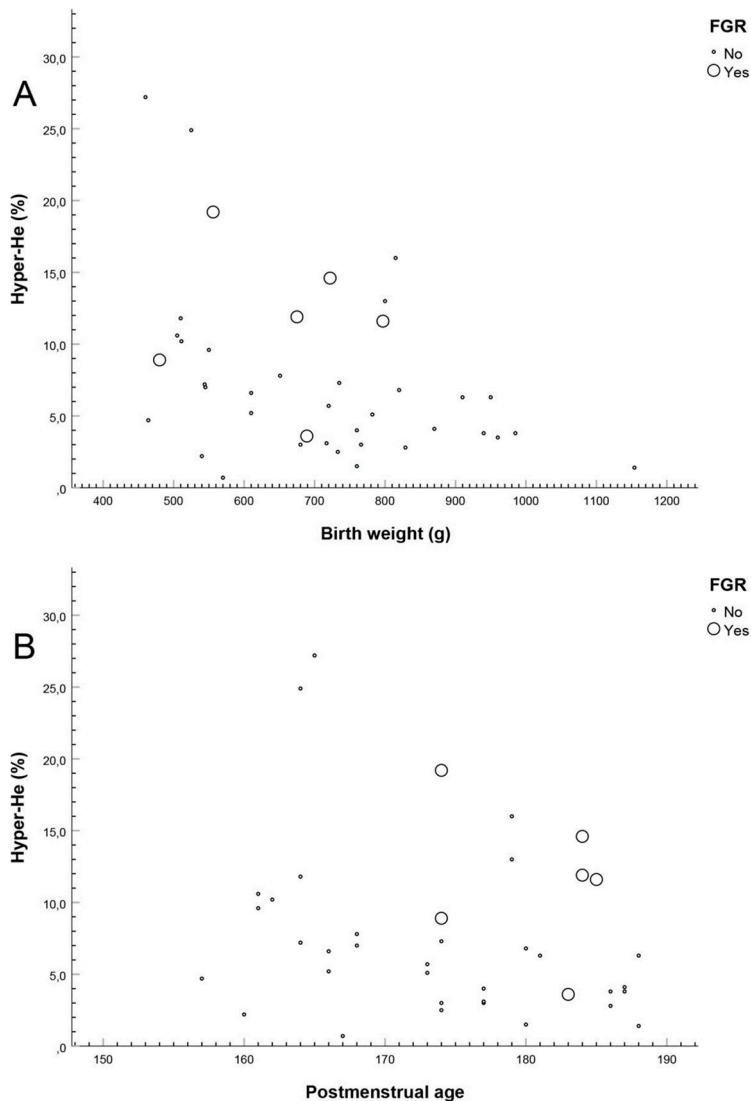 FGR
No
Yes
A
30,0
25,0
20,0
15,0
10,0
5,0
,0
Hyper-He (%)
400 500 600 700 800 900 1000 1100 1200
Birth weight (g)
FGR
No
Yes
B
30,0
25,0
20,0
15,0
10,0
5,0
,0
Hyper-He (%)
150 160 170 180 190
Postmenstrual age